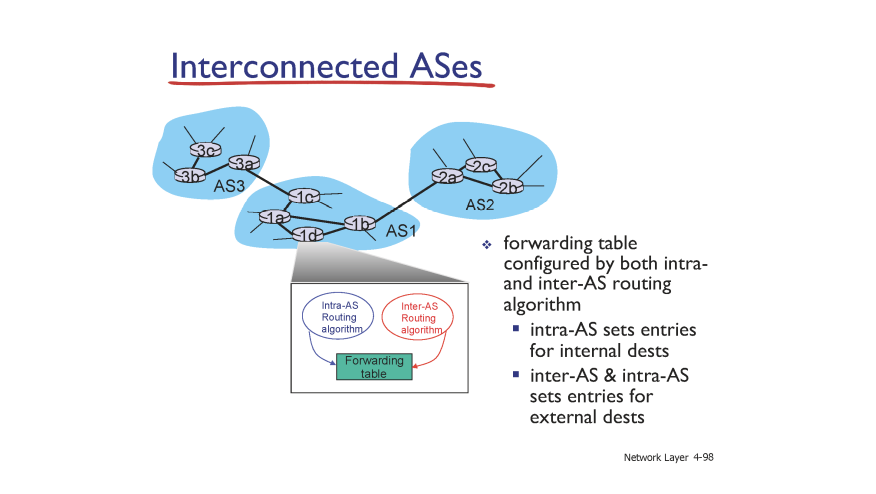 Interconnected ASes
3c
3a
3b
AS3
1c
1a
1b
1d
AS1
2c
2a
2b
AS2
Intra-AS
Routing
algorithm
Inter-AS
Routing
algorithm
Forwarding
table
❖ forwarding table
configured by both intra-
and inter-AS routing
algorithm
▪ intra-AS sets entries
for internal dests
▪ inter-AS & intra-AS
sets entries for
external dests
Network Layer 4-98